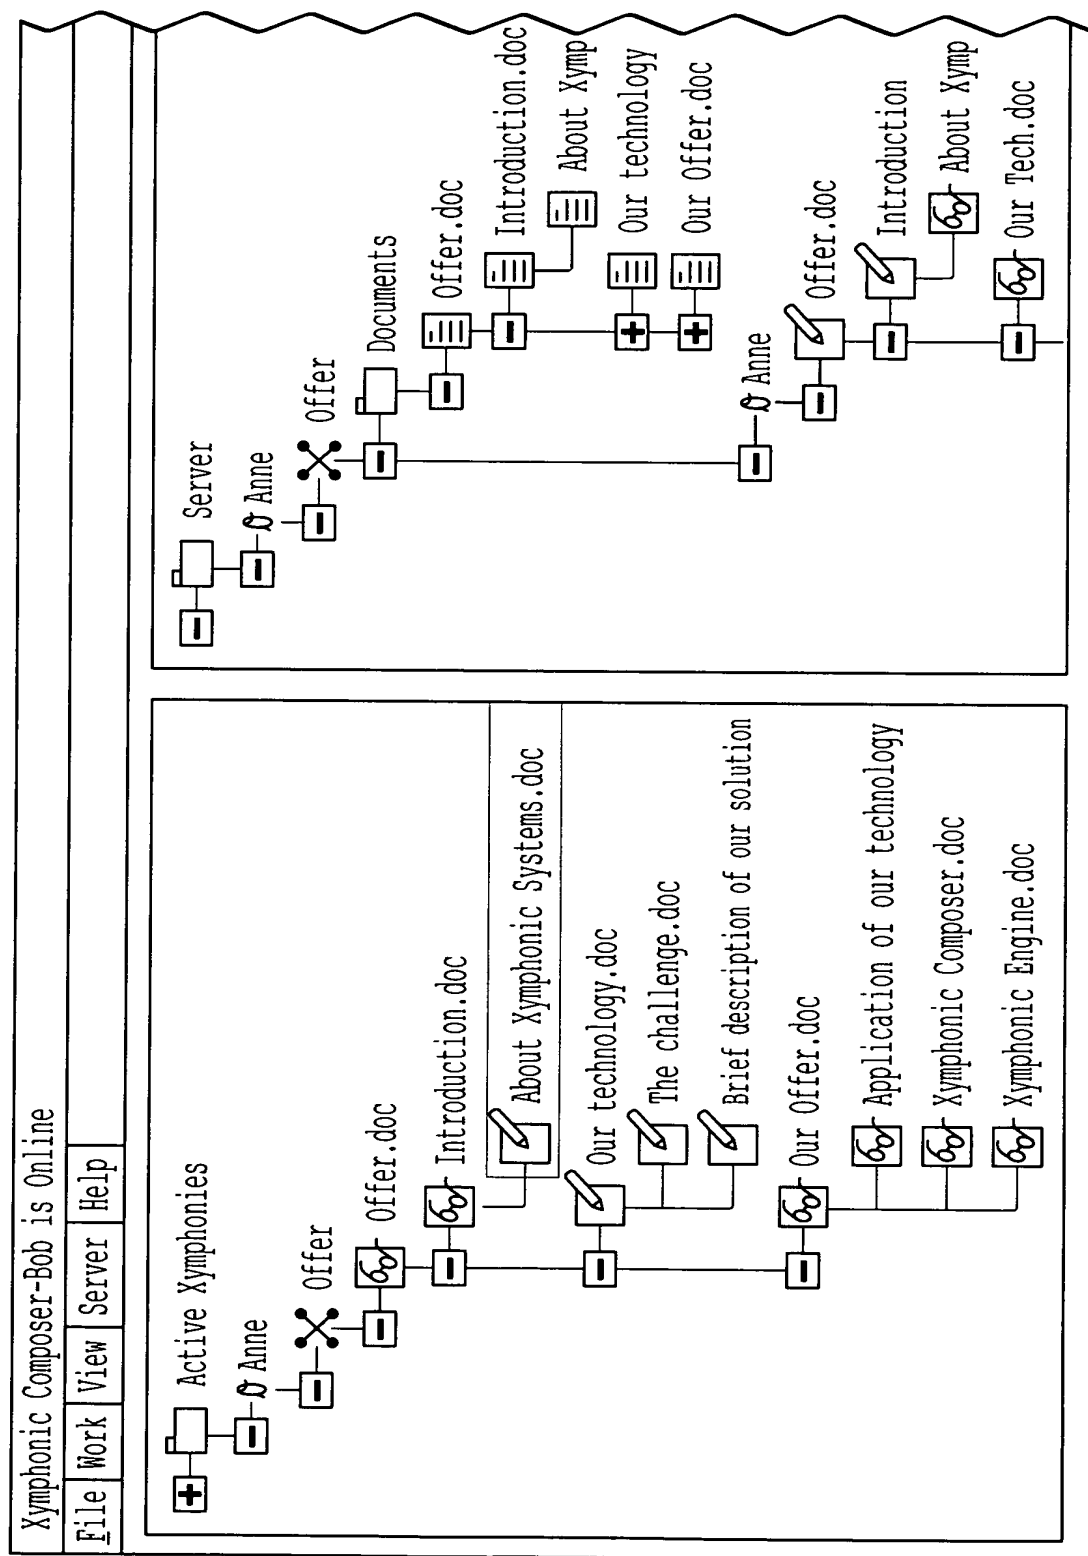 Xymphonic Composer-Bob is Online
File Work View Server Help
Active Xymphonies
Anne
Offer
Offer.doc
Introduction.doc
About Xymphonic Systems.doc
Our technology.doc
The challenge.doc
Brief description of our solution
Our Offer.doc
Application of our technology
Xymphonic Composer.doc
Xymphonic Engine.doc
Server
Anne
Offer
Documents
Offer.doc
Introduction.doc
About Xymp
Our technology
Our Offer.doc
Anne
Offer.doc
Introduction
About Xymp
Our Tech.doc